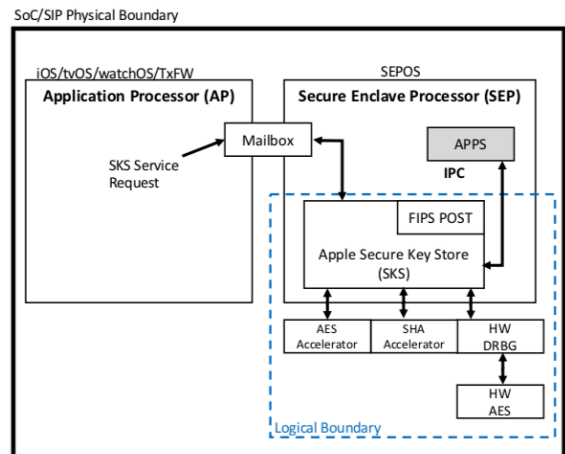 SoC/SIP Physical Boundary
iOS/tvOS/watchOS/TxFW
Application Processor (AP)
SEPOS
Secure Enclave Processor (SEP)
Mailbox
SKS Service
Request
APPS
IPC
FIPS POST
Apple Secure Key Store
(SKS)
AES
Accelerator
SHA
Accelerator
HW
DRBG
HW
AES
Logical Boundary